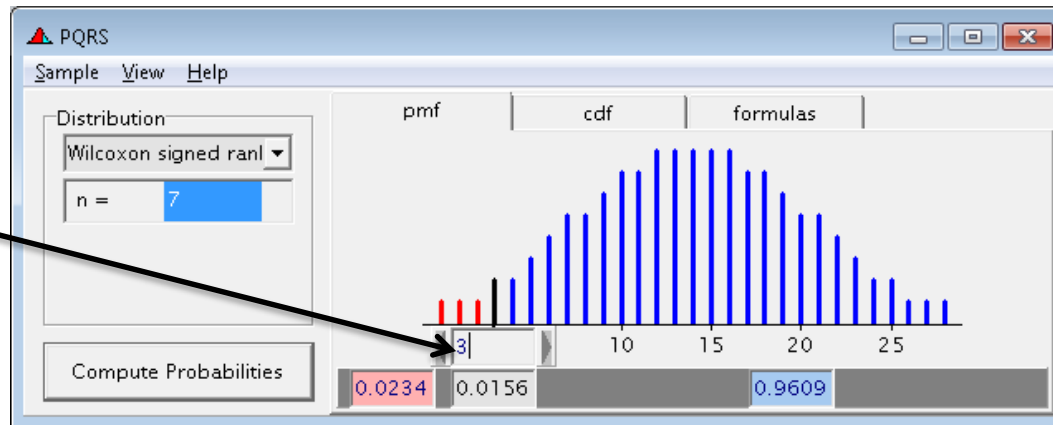 PQRS
Sample View Help
Distribution
Wilcoxon signed ranl
n = 7
Compute Probabilities
pmf cdf formulas
3 10 15 20 25
0.0234 0.0156 0.9609